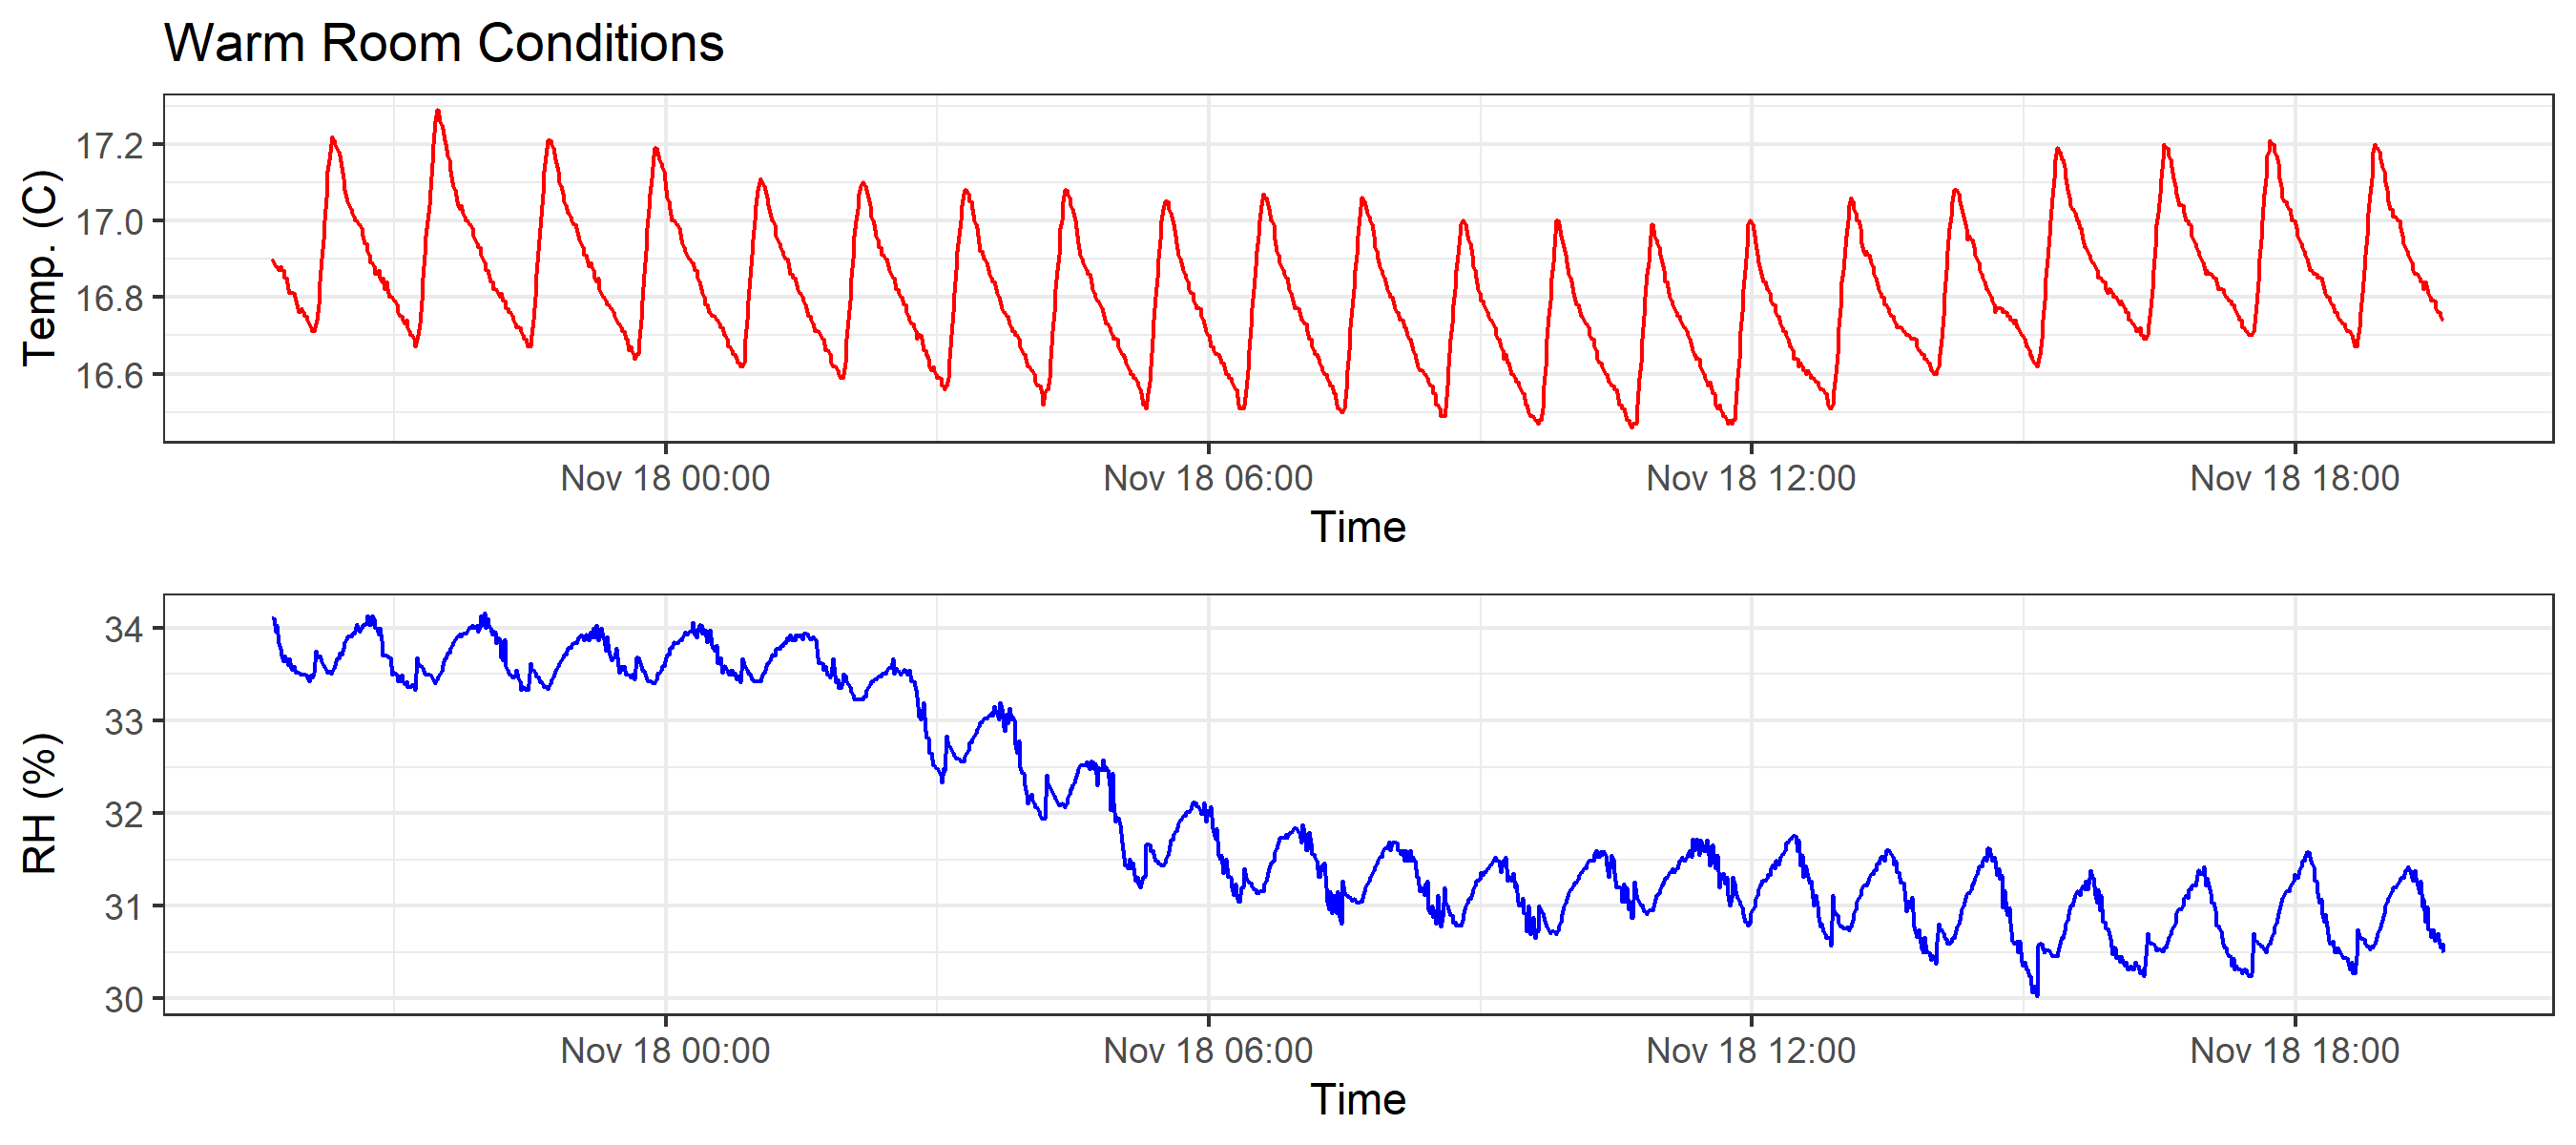 Warm Room Conditions
Temp. (C)
17.2
17.0
16.8
16.6
Nov 18 00:00 Nov 18 06:00 Nov 18 12:00 Nov 18 18:00
Time
RH (%)
34
33
32
31
30
Nov 18 00:00 Nov 18 06:00 Nov 18 12:00 Nov 18 18:00
Time